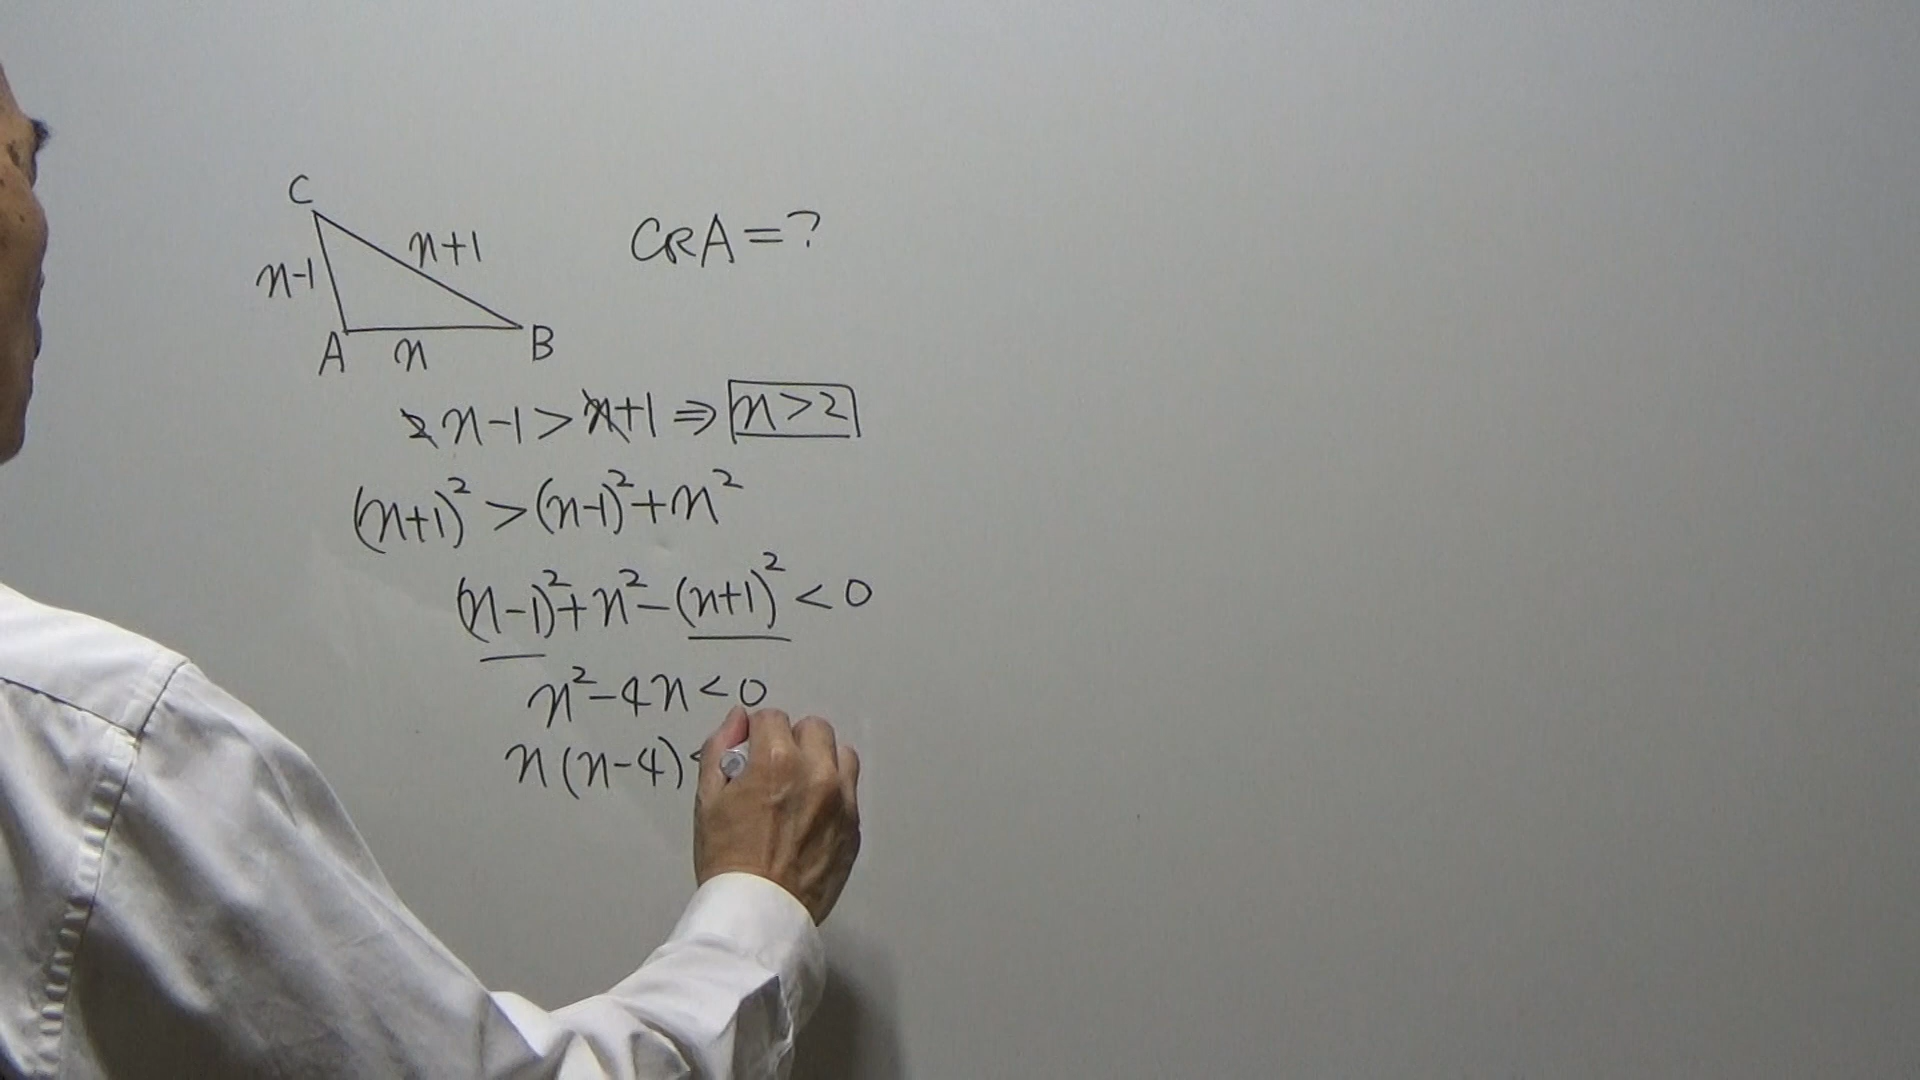 C
n-1
n+1
A
n
B
cosA=?
2n-1>n+1⇒n>2
(n+1)²>(n-1)²+n²
(n-1)²+n²-(n+1)²<0
n²-4n<0
n(n-4)<